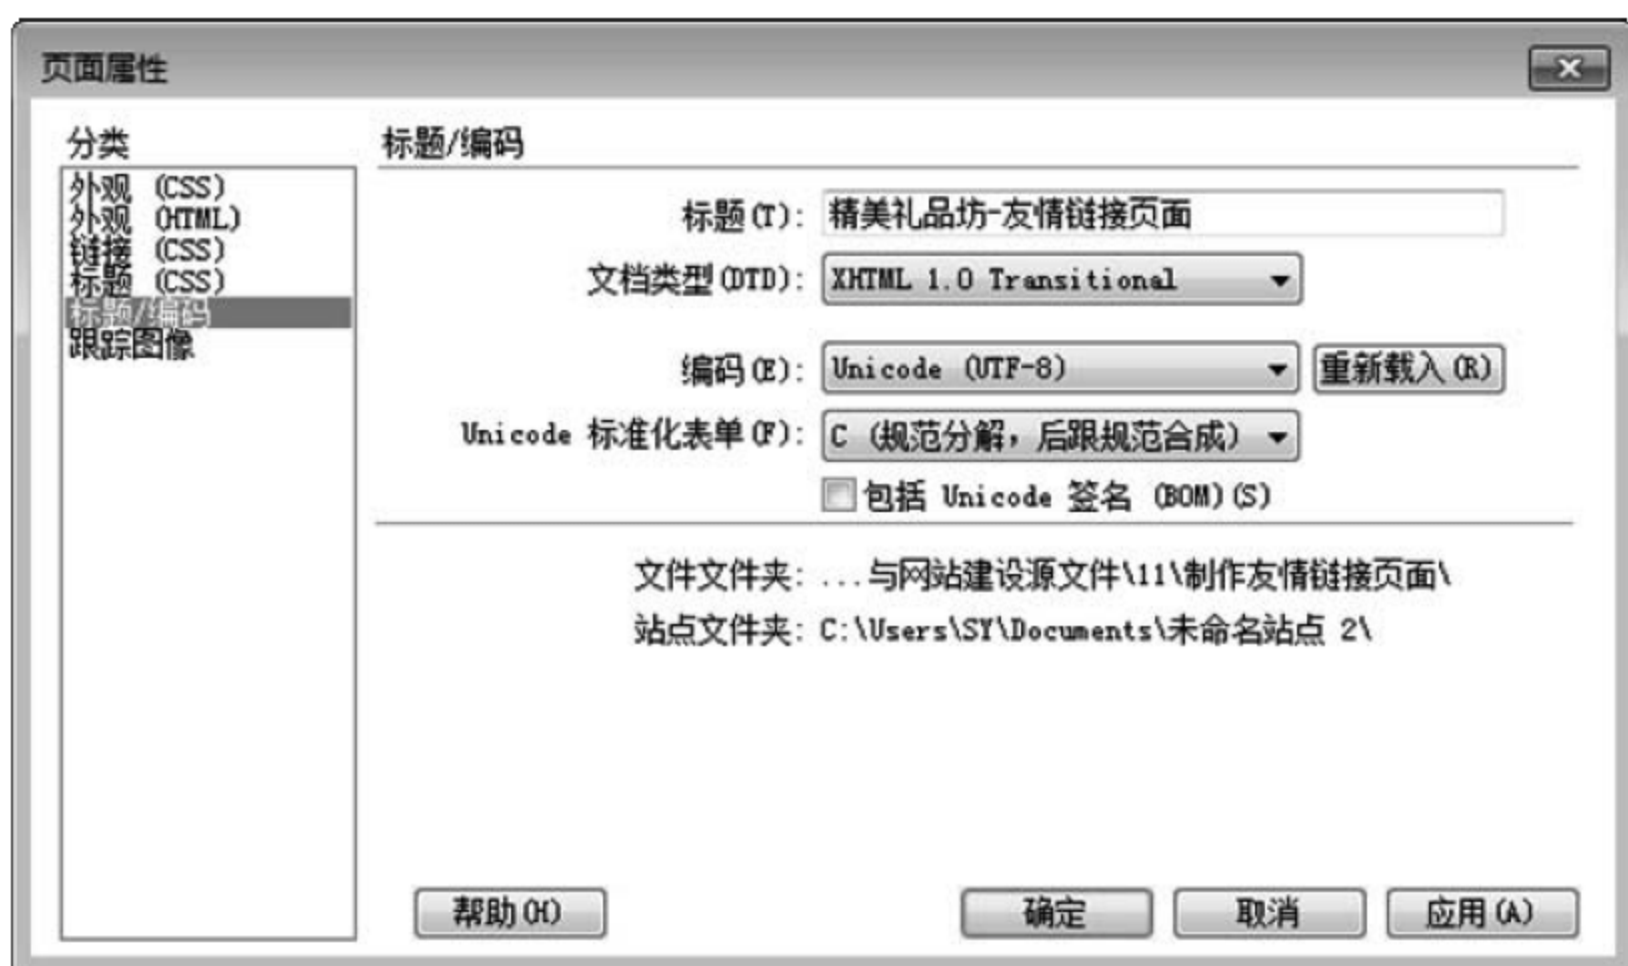 页面属性
分类
外观 (CSS)
外观 (HTML)
链接 (CSS)
标题 (CSS)
标题/编码
跟踪图像
标题/编码
标题(T): 精美礼品坊-友情链接页面
文档类型(DTD): XHTML 1.0 Transitional
编码(E): Unicode (UTF-8) 重新载入(R)
Unicode 标准化表单(F): C (规范分解，后跟规范合成)
包括 Unicode 签名 (BOM)(S)
文件文件夹: ...与网站建设源文件\11\制作友情链接页面\
站点文件夹: C:\Users\SY\Documents\未命名站点 2\
帮助(H) 确定 取消 应用(A)